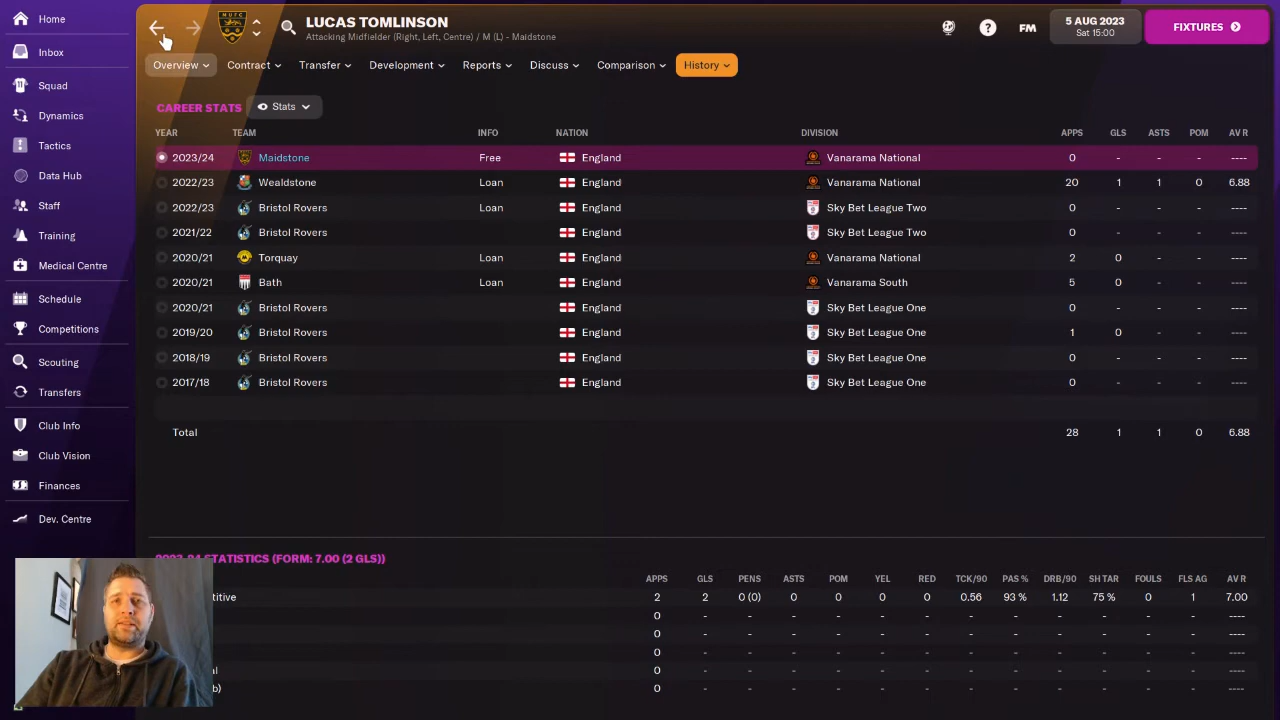 Home
LUCAS TOMLINSON
Attacking Midfielder (Right, Left, Centre) / M (L) - Maidstone
? FM 5 AUG 2023
Sat 15:00
FIXTURES
Inbox
Overview Contract Transfer Development Reports Discuss Comparison History
Squad
Dynamics
Tactics
Data Hub
Staff
Training
Medical Centre
Schedule
Competitions
Scouting
Transfers
Club Info
Club Vision
Finances
Dev. Centre
CAREER STATS Stats
YEAR TEAM INFO NATION DIVISION APPS GLS ASTS POM AV R
2023/24 Maidstone Free England Vanarama National 0 - - - ----
2022/23 Wealdstone Loan England Vanarama National 20 1 1 0 6.88
2022/23 Bristol Rovers Loan England Sky Bet League Two 0 - - - ----
2021/22 Bristol Rovers Loan England Sky Bet League Two 0 - - - ----
2020/21 Torquay Loan England Vanarama National 2 0 - - ----
2020/21 Bath Loan England Vanarama South 5 0 - - ----
2020/21 Bristol Rovers England Sky Bet League One 0 - - - ----
2019/20 Bristol Rovers England Sky Bet League One 1 0 - - ----
2018/19 Bristol Rovers England Sky Bet League One 0 - - - ----
2017/18 Bristol Rovers England Sky Bet League One 0 - - - ----
Total 28 1 1 0 6.88
STATISTICS (FORM: 7.00 (2 GLS))
APPS GLS PENS ASTS POM YEL RED TCK/90 PAS % DRB/90 SH TAR FOULS FLS AG AV R
etitive 2 2 0 (0) 0 0 0 0 0.56 93 % 1.12 75 % 0 1 7.00
0 - - - - - - - - - - - - ----
0 - - - - - - - - - - - - ----
0 - - - - - - - - - - - - ----
al 0 - - - - - - - - - - - - ----
b) 0 - - - - - - - - - - - - ----